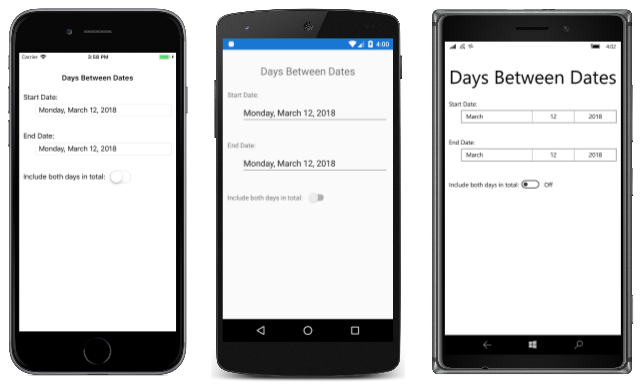 Carrier 3:58 PM
Days Between Dates
Start Date:
Monday, March 12, 2018
End Date:
Monday, March 12, 2018
Include both days in total:
4:00
Days Between Dates
Start Date:
Monday, March 12, 2018
End Date:
Monday, March 12, 2018
Include both days in total:
4:02
Days Between Dates
Start Date:
March 12 2018
End Date:
March 12 2018
Include both days in total: Off